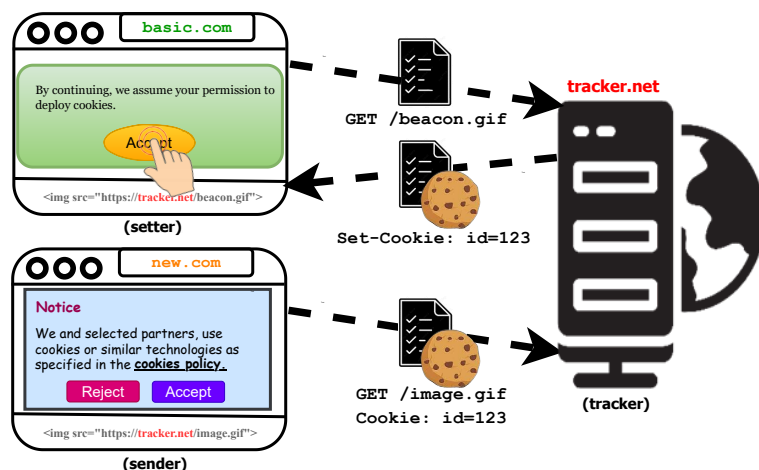 basic.com
By continuing, we assume your permission to
deploy cookies.
Accept
<img src="https://tracker.net/beacon.gif">
(setter)
GET /beacon.gif
tracker.net
Set-Cookie: id=123
new.com
Notice
We and selected partners, use
cookies or similar technologies as
specified in the cookies policy.
Reject Accept
<img src="https://tracker.net/image.gif">
(sender)
GET /image.gif
Cookie: id=123
(tracker)